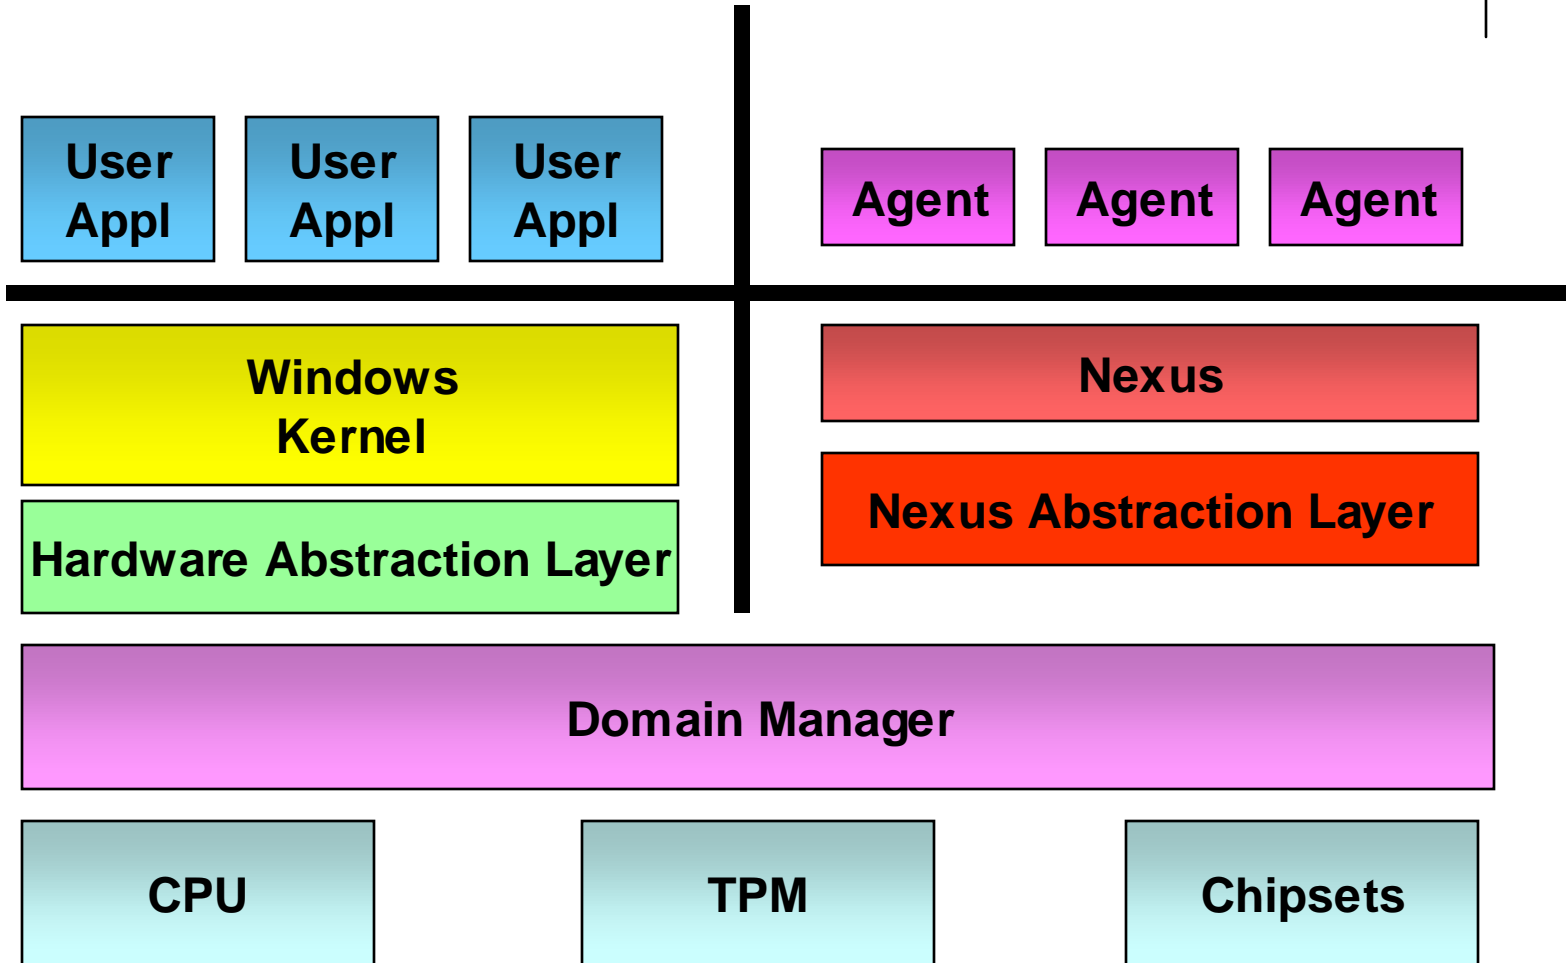 User
Appl
User
Appl
User
Appl
Agent
Agent
Agent
Windows
Kernel
Nexus
Hardware Abstraction Layer
Nexus Abstraction Layer
Domain Manager
CPU
TPM
Chipsets